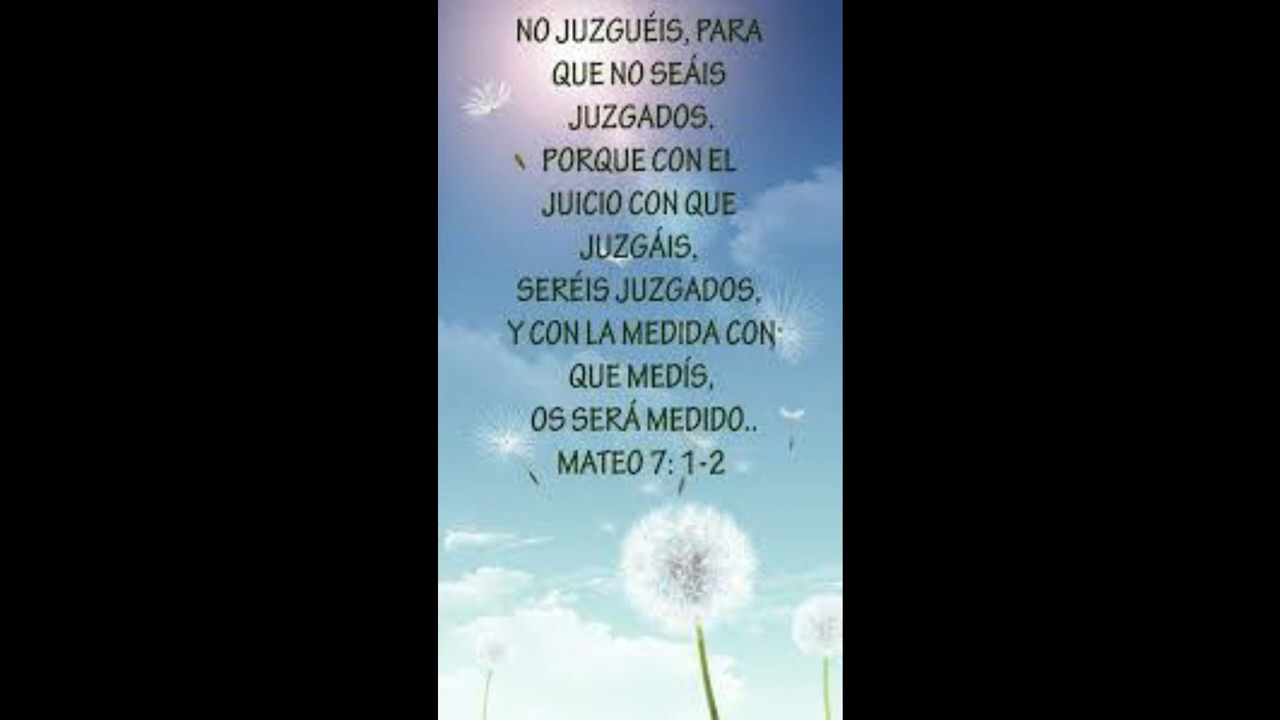 NO JUZGUÉIS, PARA
QUE NO SEÁIS
JUZGADOS.
PORQUE CON EL
JUICIO CON QUE
JUZGÁIS,
SERÉIS JUZGADOS,
Y CON LA MEDIDA CON
QUE MEDÍS,
OS SERÁ MEDIDO..
MATEO 7: 1-2